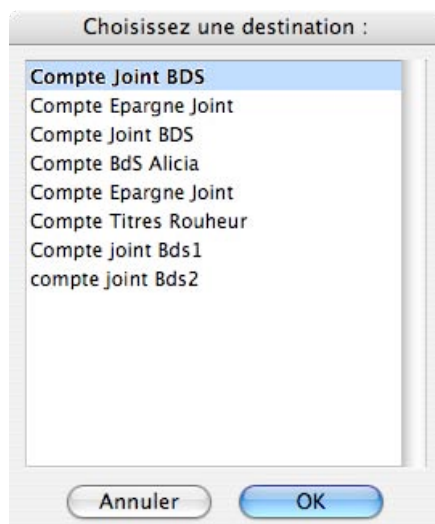 Choisissez une destination :
Compte Joint BDS
Compte Epargne Joint
Compte Joint BDS
Compte BdS Alicia
Compte Epargne Joint
Compte Titres Rouheur
Compte joint Bds1
compte joint Bds2
Annuler OK